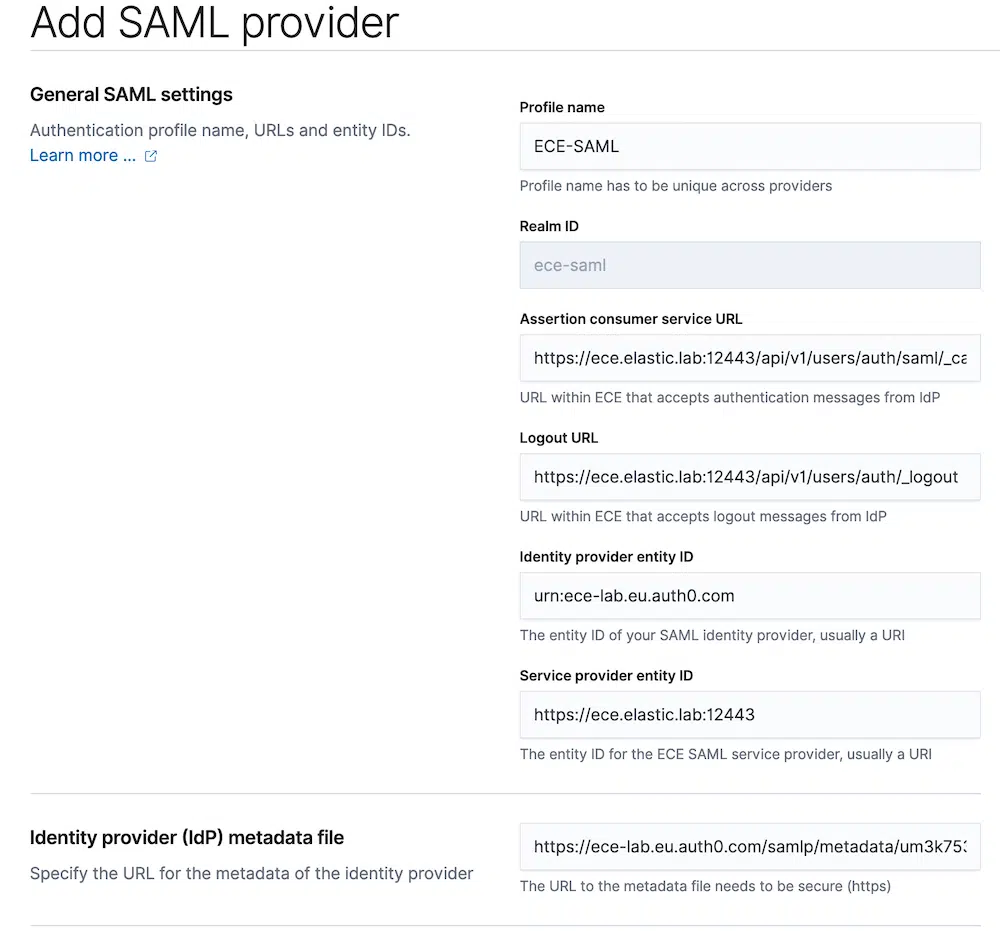 Add SAML provider
General SAML settings
Authentication profile name, URLs and entity IDs.
Learn more ...
Profile name
ECE-SAML
Profile name has to be unique across providers
Realm ID
ece-saml
Assertion consumer service URL
https://ece.elastic.lab:12443/api/v1/users/auth/saml/_ca
URL within ECE that accepts authentication messages from IdP
Logout URL
https://ece.elastic.lab:12443/api/v1/users/auth/_logout
URL within ECE that accepts logout messages from IdP
Identity provider entity ID
urn:ece-lab.eu.auth0.com
The entity ID of your SAML identity provider, usually a URI
Service provider entity ID
https://ece.elastic.lab:12443
The entity ID for the ECE SAML service provider, usually a URI
Identity provider (IdP) metadata file
Specify the URL for the metadata of the identity provider
https://ece-lab.eu.auth0.com/samlp/metadata/um3k753
The URL to the metadata file needs to be secure (https)